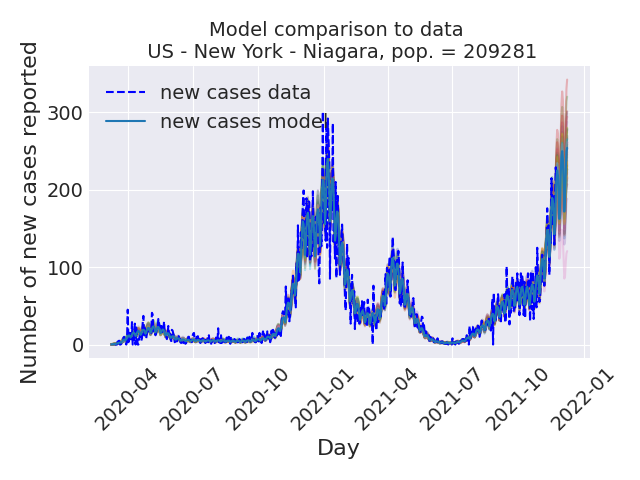 Model comparison to data
US - New York - Niagara, pop. = 209281
Number of new cases reported
300
200
100
0
new cases data
new cases model
2020-04
2020-07
2020-10
2021-01
2021-04
2021-07
2021-10
2022-01
Day